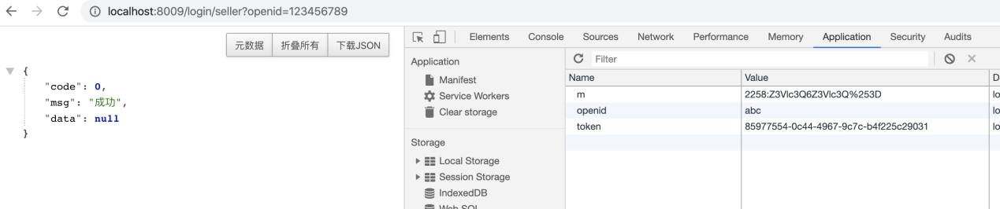 localhost:8009/login/seller?openid=123456789
元数据 折叠所有 下载JSON
{
"code": 0,
"msg": "成功",
"data": null
}
Elements Console Sources Network Performance Memory Application Security Audits
Application
Manifest
Service Workers
Clear storage
Storage
Local Storage
Session Storage
IndexedDB
Web SQL
Filter
Name Value D
m 2258:Z3Vlc3Q6Z3Vlc3Q%253D lo
openid abc lo
token 85977554-0c44-4967-9c7c-b4f225c29031 lo